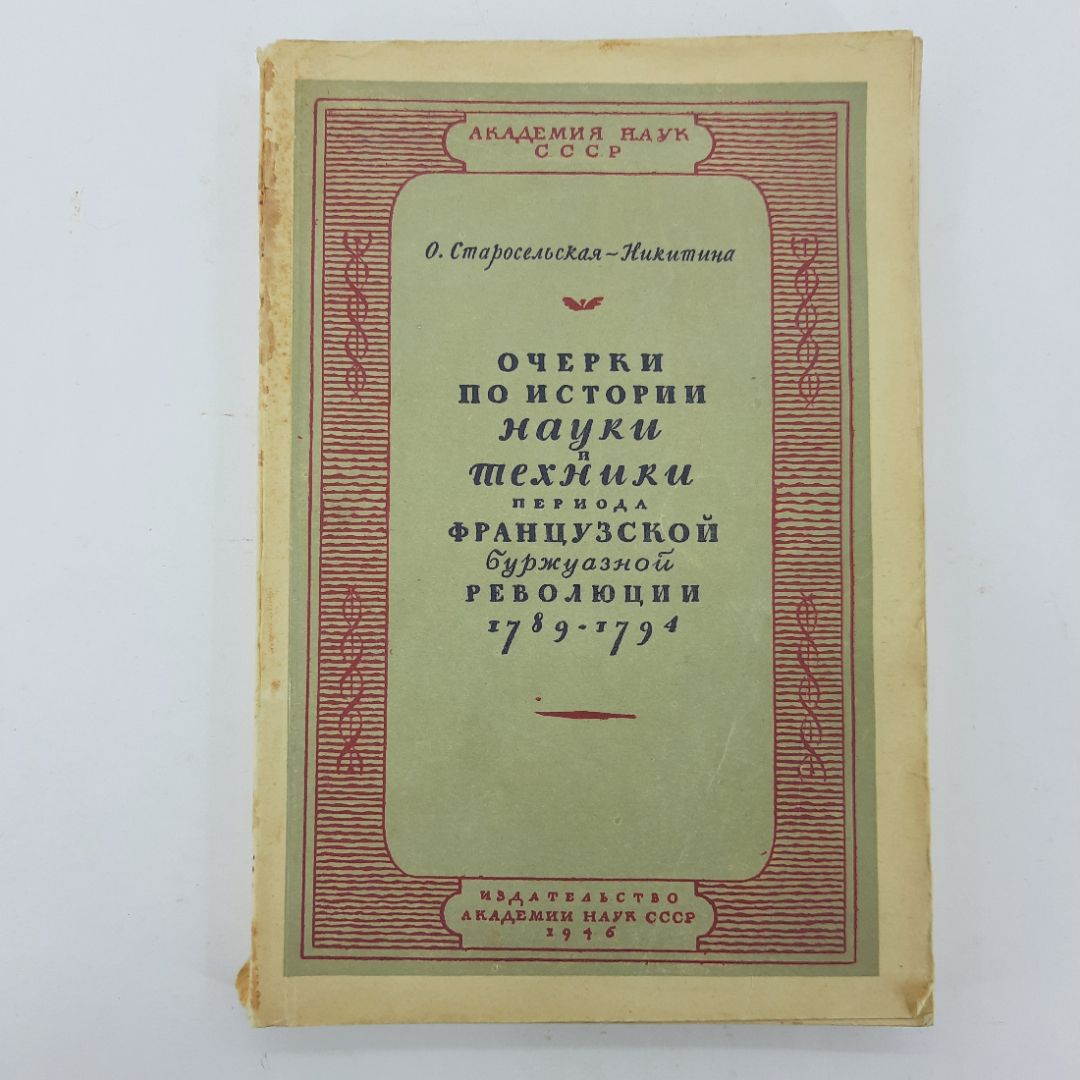 АКАДЕМИЯ НАУК
СССР
О. Старосельская–Никитина
ОЧЕРКИ
ПО ИСТОРИИ
науки
и
техники
ПЕРИОДА
ФРАНЦУЗСКОЙ
буржуазной
РЕВОЛЮЦИИ
1789-1794
ИЗДАТЕЛЬСТВО
АКАДЕМИИ НАУК СССР
1946